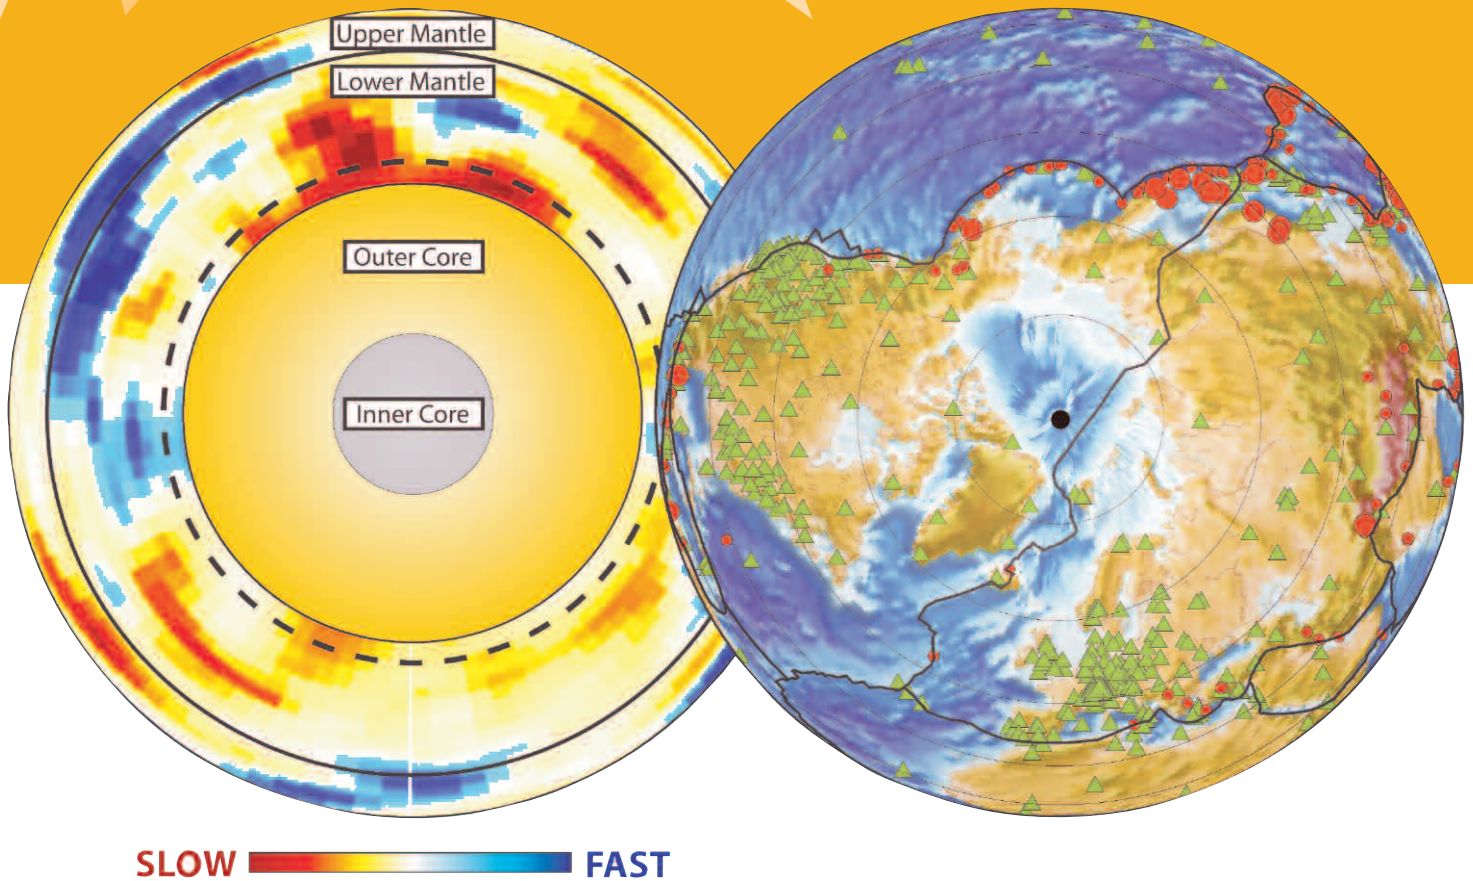 Upper Mantle
Lower Mantle
Outer Core
Inner Core
SLOW FAST